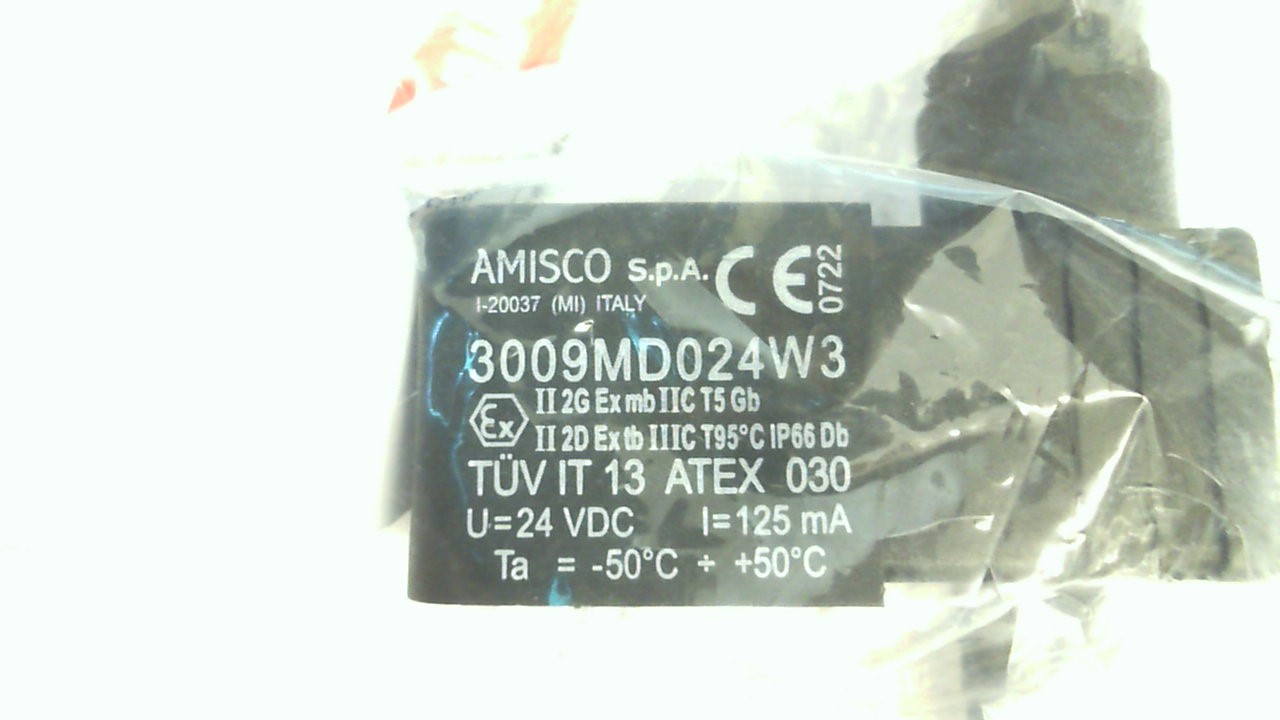 AMISCO S.p.A. CE 0722
I-20037 (MI) ITALY
3009MD024W3
Ex II 2G Ex mb IIC T5 Gb
II 2D Ex tb IIIC T95°C IP66 Db
TÜV IT 13 ATEX 030
U=24 VDC I=125 mA
Ta = -50°C ÷ +50°C